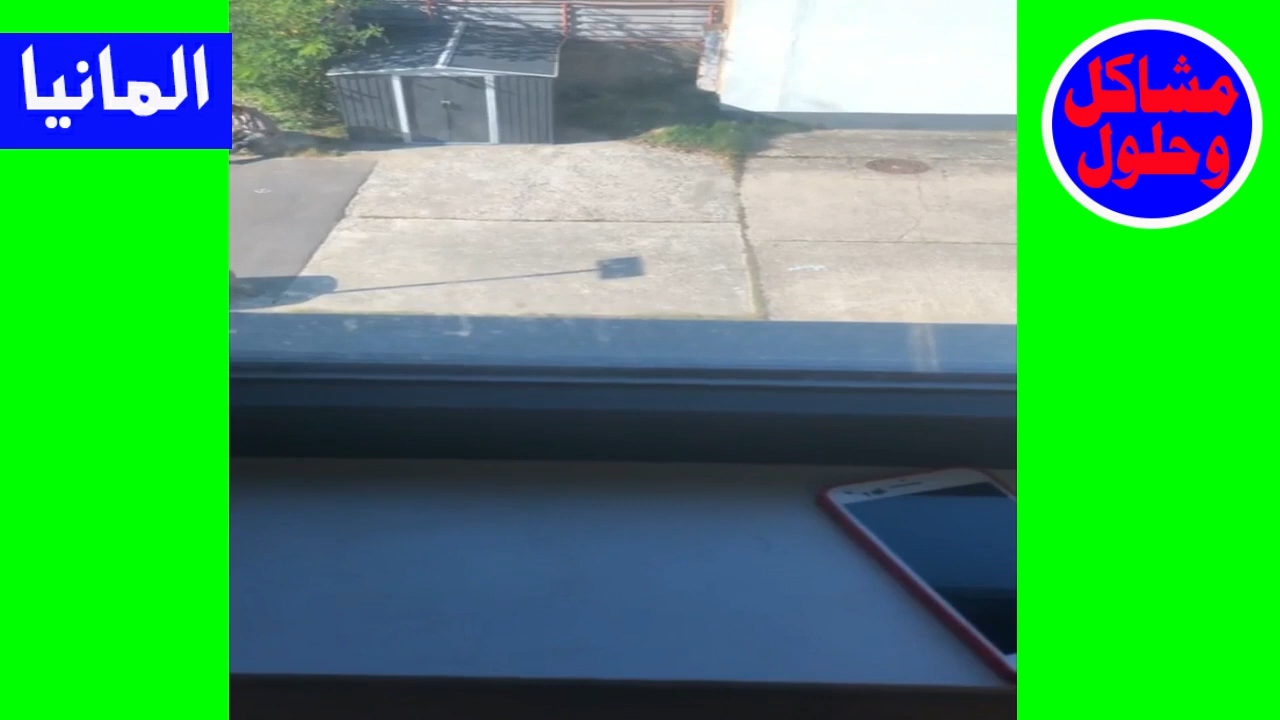 المانيا
مشاكل
وحلول